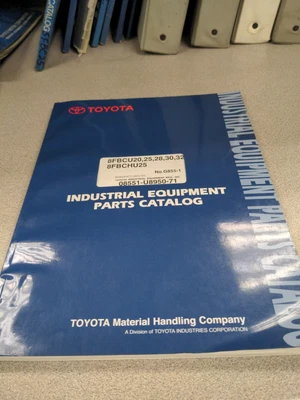 TOYOTA
8FBCU20,25,28,30,32
8FBCHU25
No.G865-1
08551-U8950-71
INDUSTRIAL EQUIPMENT
PARTS CATALOG
TOYOTA Material Handling Company
A Division of TOYOTA INDUSTRIES CORPORATION
INDUSTRIAL EQUIPMENT PARTS CATALOG